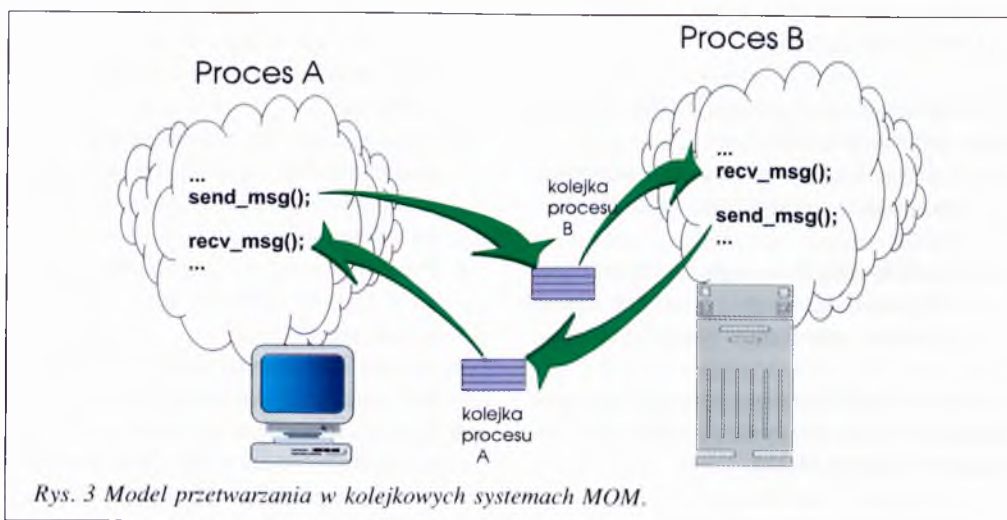 Proces A
...
send_msg();
recv_msg();
...
kolejka
procesu
B
kolejka
procesu
A
Proces B
...
recv_msg();
send_msg();
...
Rys. 3 Model przetwarzania w kolejkowych systemach MOM.